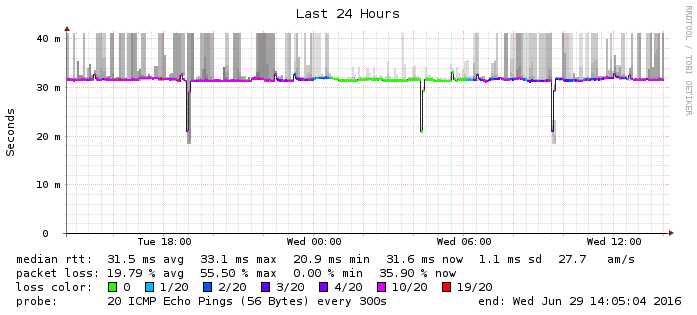 Last 24 Hours
RRDTOOL / TOBI OETIKER
Seconds
40 m
30 m
20 m
10 m
0
Tue 18:00 Wed 00:00 Wed 06:00 Wed 12:00
median rtt: 31.5 ms avg 33.1 ms max 20.9 ms min 31.6 ms now 1.1 ms sd 27.7 am/s
packet loss: 19.79 % avg 55.50 % max 0.00 % min 35.90 % now
loss color: 0 1/20 2/20 3/20 4/20 10/20 19/20
probe: 20 ICMP Echo Pings (56 Bytes) every 300s end: Wed Jun 29 14:05:04 2016